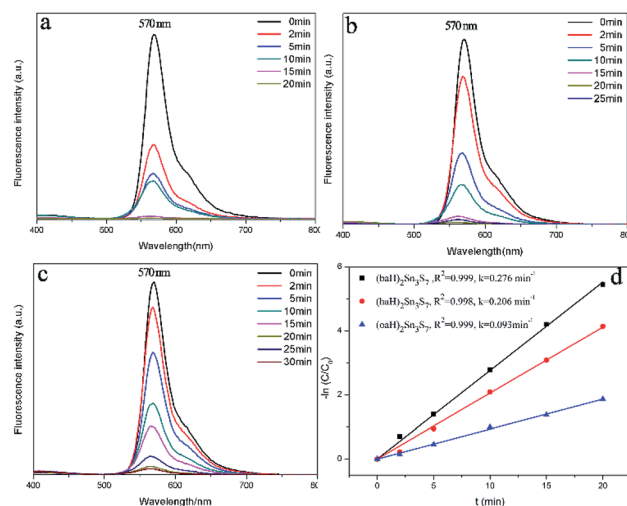 a
570 nm
0min
2min
5min
10min
15min
20min
Fluorescence intensity (a.u.)
400 500 600 700 800
Wavelength(nm)
b
570nm
0min
2min
5min
10min
15min
20min
25min
Fluorescence intensity (a.u.)
400 500 600 700 800
Wavelength(nm)
c
570nm
0min
2min
5min
10min
15min
20min
25min
30min
Fluorescence intensity (a.u.)
400 500 600 700 800
Wavelength/nm
d
(baH)₂Sn₃S₇ ,R²=0.999, k=0.276 min⁻¹
(haH)₂Sn₃S₇, R²=0.998, k=0.206 min⁻¹
(oaH)₂Sn₃S₇, R²=0.999, k=0.093min⁻¹
-ln (C/C₀)
6
4
2
0
0 5 10 15 20
t (min)